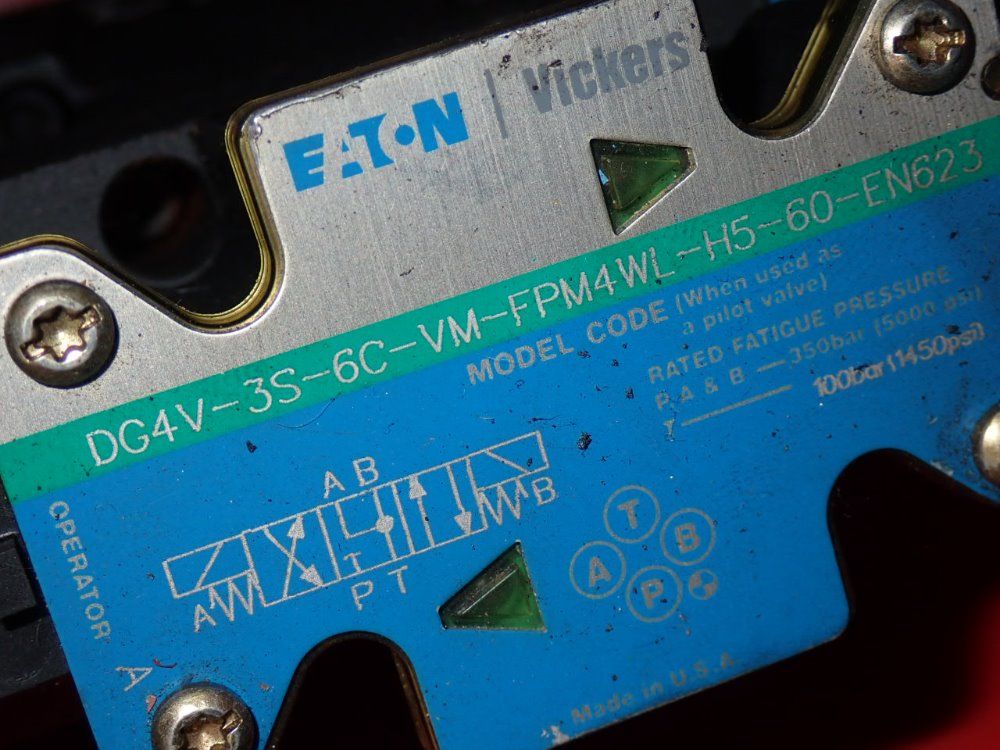 EATON | Vickers
DG4V-3S-6C-VM-FPM4WL-H5-60-EN623
MODEL CODE (When used as
a pilot valve)
RATED FATIGUE PRESSURE
P,A & B — 350bar (5000 psi)
T — 100bar (1450psi)
OPERATOR A
A B
A
B
T
P T
T
B
A
P
Made in U.S.A.